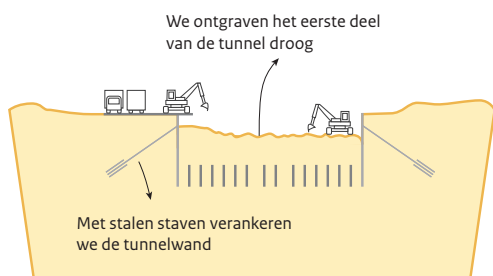 We ontgraven het eerste deel
van de tunnel droog
Met stalen staven verankeren
we de tunnelwand